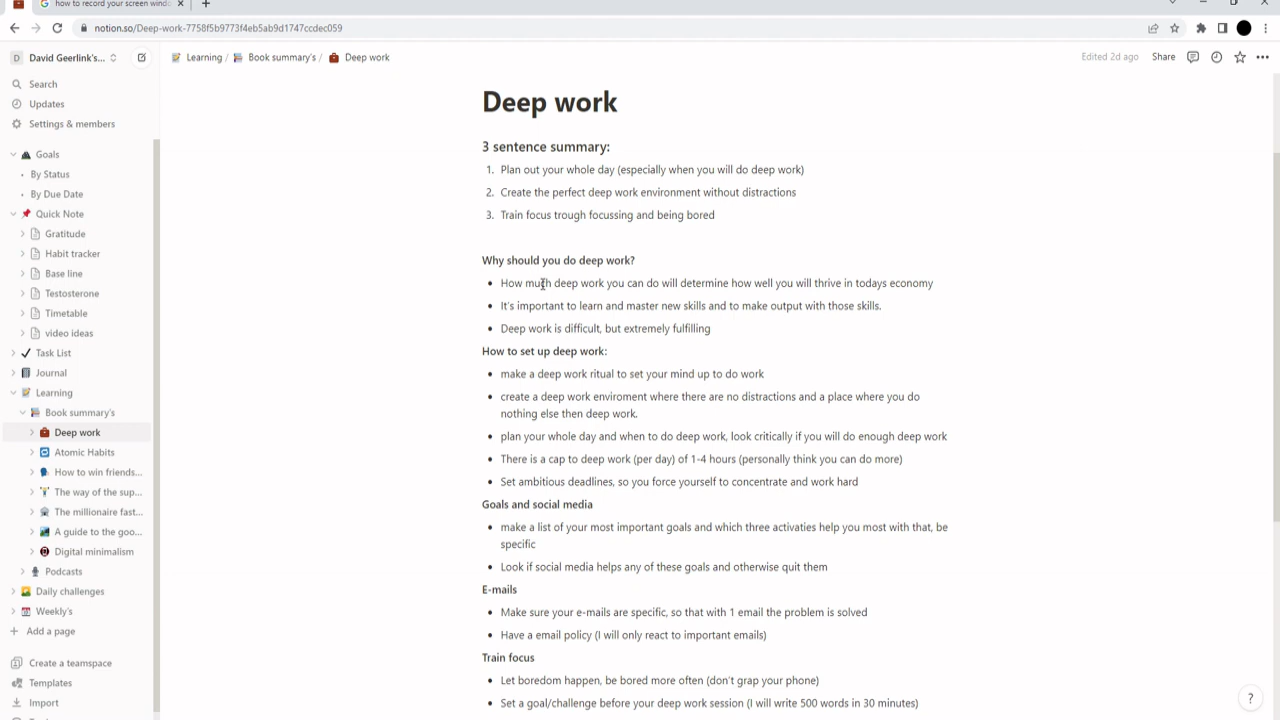 how to record your screen wind
notion.so/Deep-work-7758f5b9773f4eb5ab9d1747ccdec059
David Geerlink's...
Learning / Book summary's / Deep work
Edited 2d ago
Share
Search
Updates
Settings & members
Goals
By Status
By Due Date
Quick Note
Gratitude
Habit tracker
Base line
Testosterone
Timetable
video ideas
Task List
Journal
Learning
Book summary's
Deep work
Atomic Habits
How to win friends...
The way of the sup...
The millionaire fast...
A guide to the goo...
Digital minimalism
Podcasts
Daily challenges
Weekly's
Add a page
Create a teamspace
Templates
Import
Deep work
3 sentence summary:
1. Plan out your whole day (especially when you will do deep work)
2. Create the perfect deep work environment without distractions
3. Train focus trough focussing and being bored
Why should you do deep work?
• How much deep work you can do will determine how well you will thrive in todays economy
• It's important to learn and master new skills and to make output with those skills.
• Deep work is difficult, but extremely fulfilling
How to set up deep work:
• make a deep work ritual to set your mind up to do work
• create a deep work enviroment where there are no distractions and a place where you do
nothing else then deep work.
• plan your whole day and when to do deep work, look critically if you will do enough deep work
• There is a cap to deep work (per day) of 1-4 hours (personally think you can do more)
• Set ambitious deadlines, so you force yourself to concentrate and work hard
Goals and social media
• make a list of your most important goals and which three activaties help you most with that, be
specific
• Look if social media helps any of these goals and otherwise quit them
E-mails
• Make sure your e-mails are specific, so that with 1 email the problem is solved
• Have a email policy (I will only react to important emails)
Train focus
• Let boredom happen, be bored more often (don't grap your phone)
• Set a goal/challenge before your deep work session (I will write 500 words in 30 minutes)
?